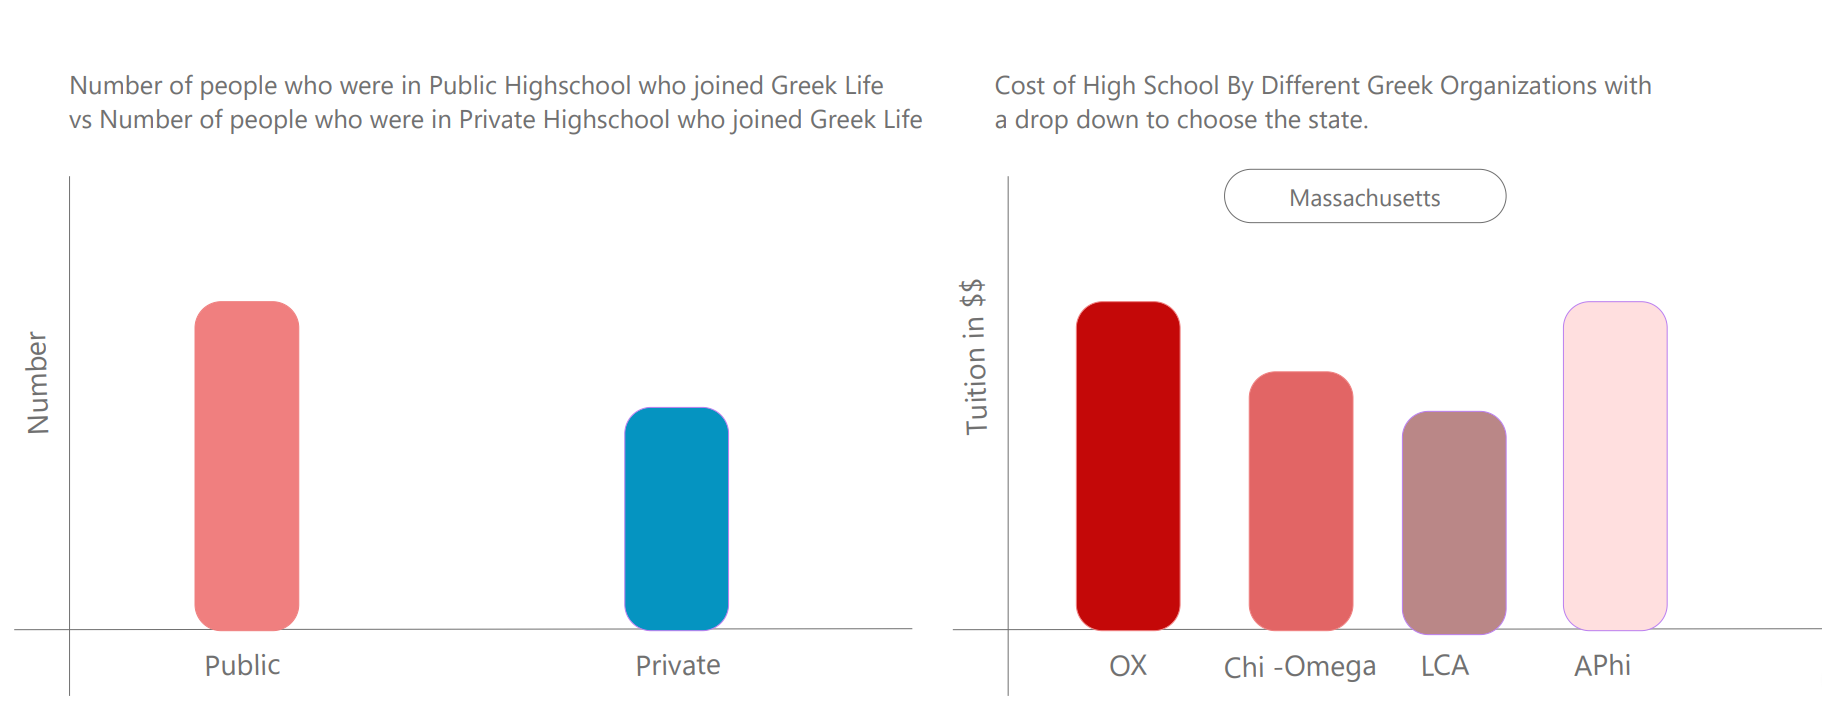 Number of people who were in Public Highschool who joined Greek Life
vs Number of people who were in Private Highschool who joined Greek Life
Number
Public
Private
Cost of High School By Different Greek Organizations with
a drop down to choose the state.
Massachusetts
Tuition in $$
OX
Chi -Omega
LCA
APhi